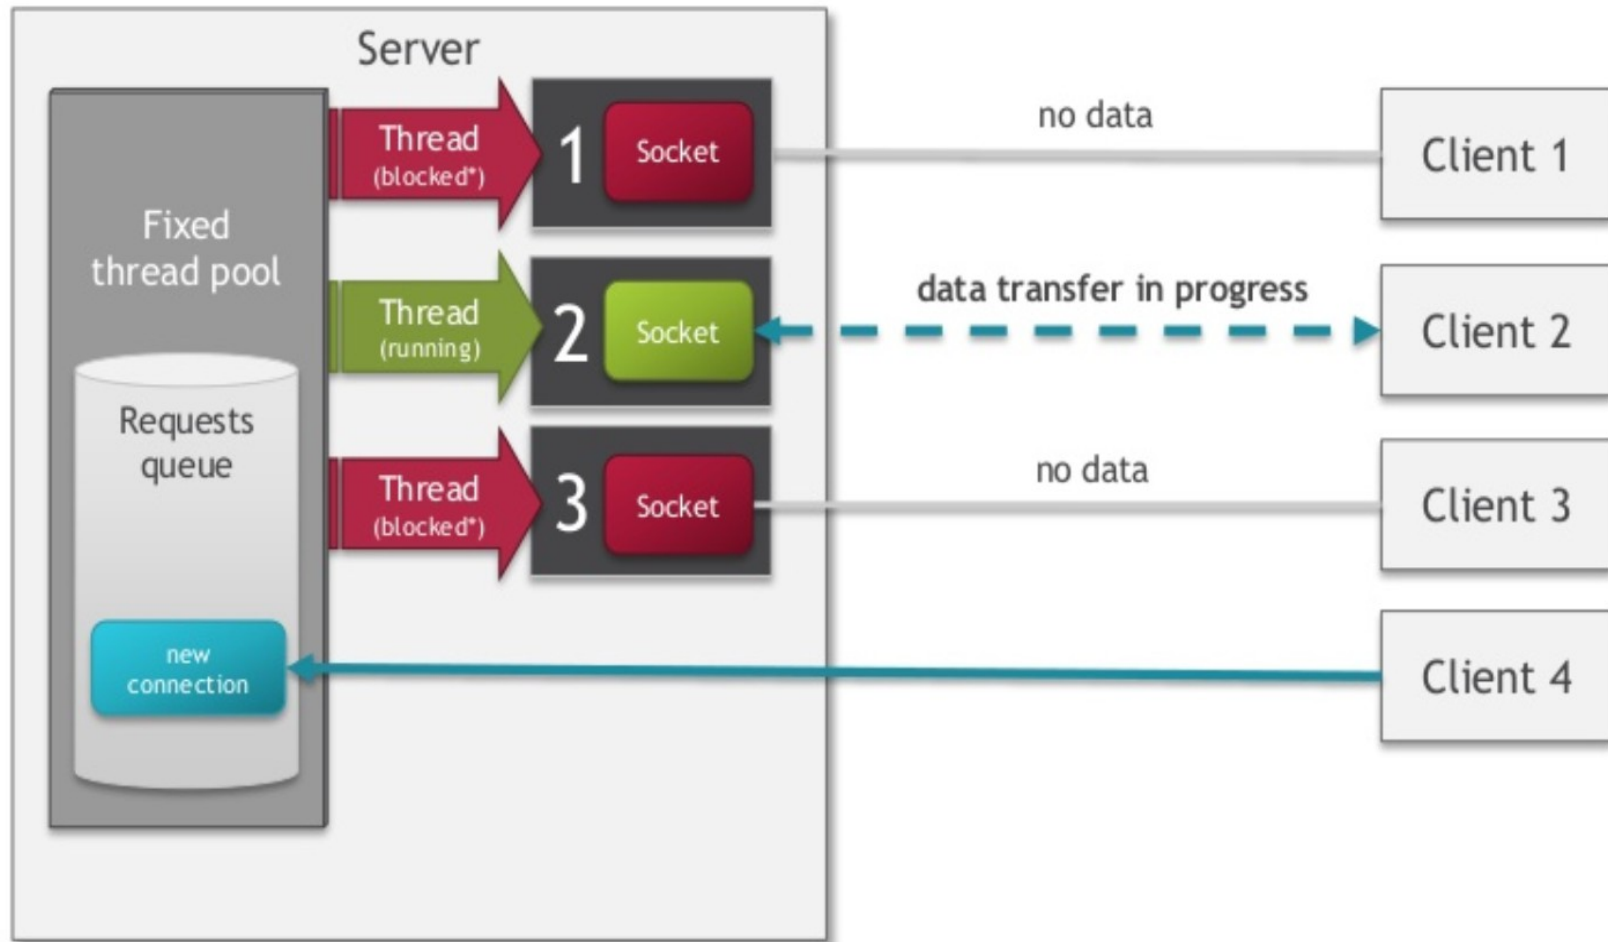 Server
Fixed
thread pool
Requests
queue
new
connection
Thread
(blocked*)
1
Socket
no data
Client 1
Thread
(running)
2
Socket
data transfer in progress
Client 2
Thread
(blocked*)
3
Socket
no data
Client 3
Client 4